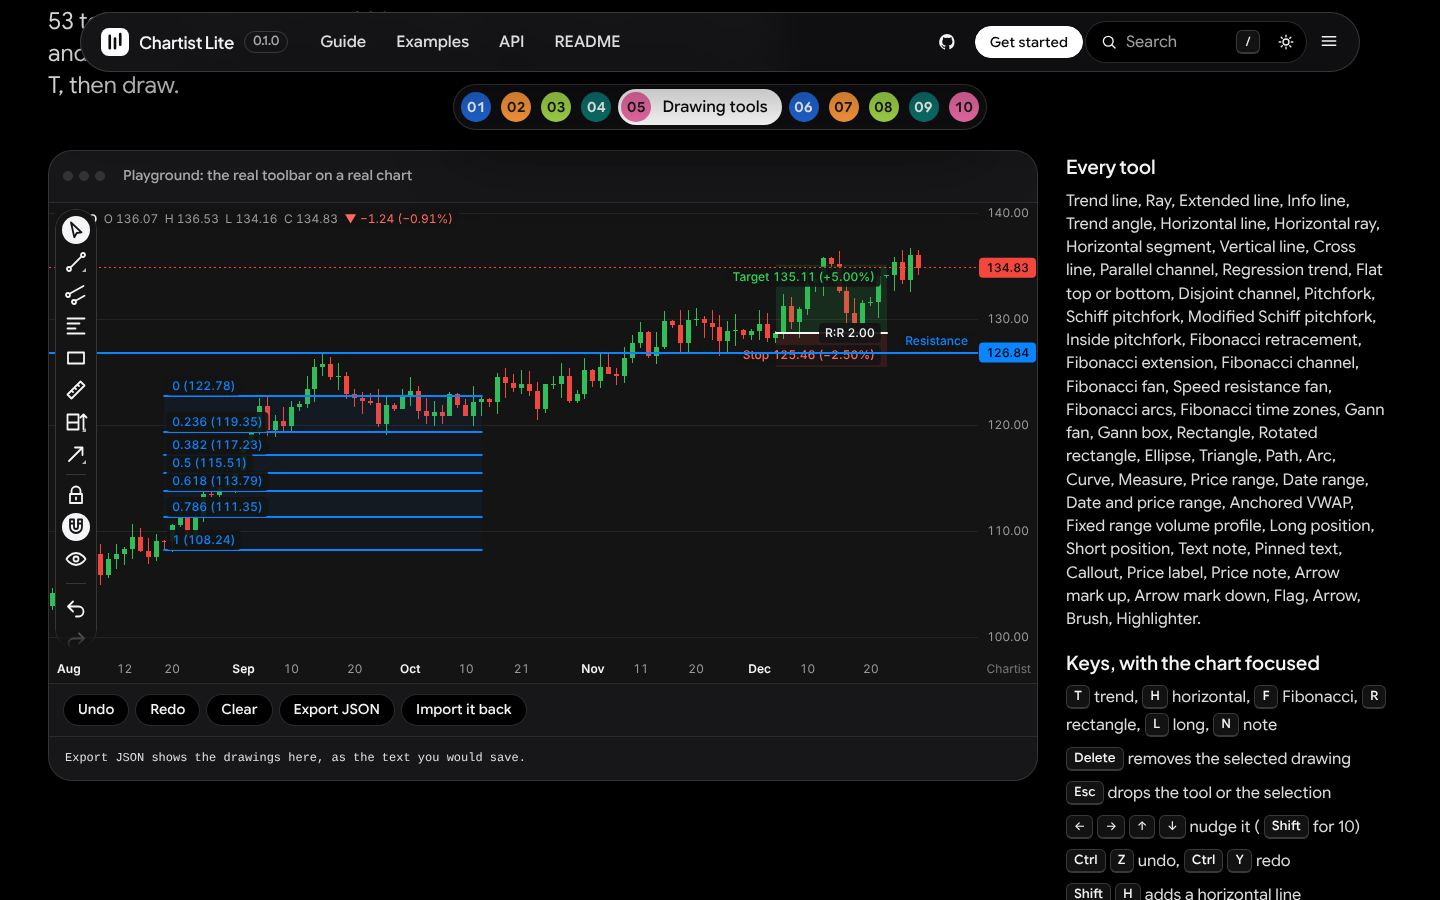 53
and
T, then draw.
Chartist Lite
0.1.0
Guide
Examples
API
README
Get started
Search
/
01
02
03
04
05
Drawing tools
06
07
08
09
10
Playground: the real toolbar on a real chart
O 136.07 H 136.53 L 134.16 C 134.83 ▼ −1.24 (−0.91%)
140.00
134.83
130.00
126.84
120.00
110.00
100.00
Target 135.11 (+5.00%)
R:R 2.00
Resistance
Stop 125.46 (−2.50%)
0 (122.78)
0.236 (119.35)
0.382 (117.23)
0.5 (115.51)
0.618 (113.79)
0.786 (111.35)
1 (108.24)
Aug 12 20 Sep 10 20 Oct 10 21 Nov 11 20 Dec 10 20
Chartist
Undo
Redo
Clear
Export JSON
Import it back
Export JSON shows the drawings here, as the text you would save.
Every tool
Trend line, Ray, Extended line, Info line,
Trend angle, Horizontal line, Horizontal ray,
Horizontal segment, Vertical line, Cross
line, Parallel channel, Regression trend, Flat
top or bottom, Disjoint channel, Pitchfork,
Schiff pitchfork, Modified Schiff pitchfork,
Inside pitchfork, Fibonacci retracement,
Fibonacci extension, Fibonacci channel,
Fibonacci fan, Speed resistance fan,
Fibonacci arcs, Fibonacci time zones, Gann
fan, Gann box, Rectangle, Rotated
rectangle, Ellipse, Triangle, Path, Arc,
Curve, Measure, Price range, Date range,
Date and price range, Anchored VWAP,
Fixed range volume profile, Long position,
Short position, Text note, Pinned text,
Callout, Price label, Price note, Arrow
mark up, Arrow mark down, Flag, Arrow,
Brush, Highlighter.
Keys, with the chart focused
T trend, H horizontal, F Fibonacci, R
rectangle, L long, N note
Delete removes the selected drawing
Esc drops the tool or the selection
← → ↑ ↓ nudge it ( Shift for 10)
Ctrl Z undo, Ctrl Y redo
Shift H adds a horizontal line